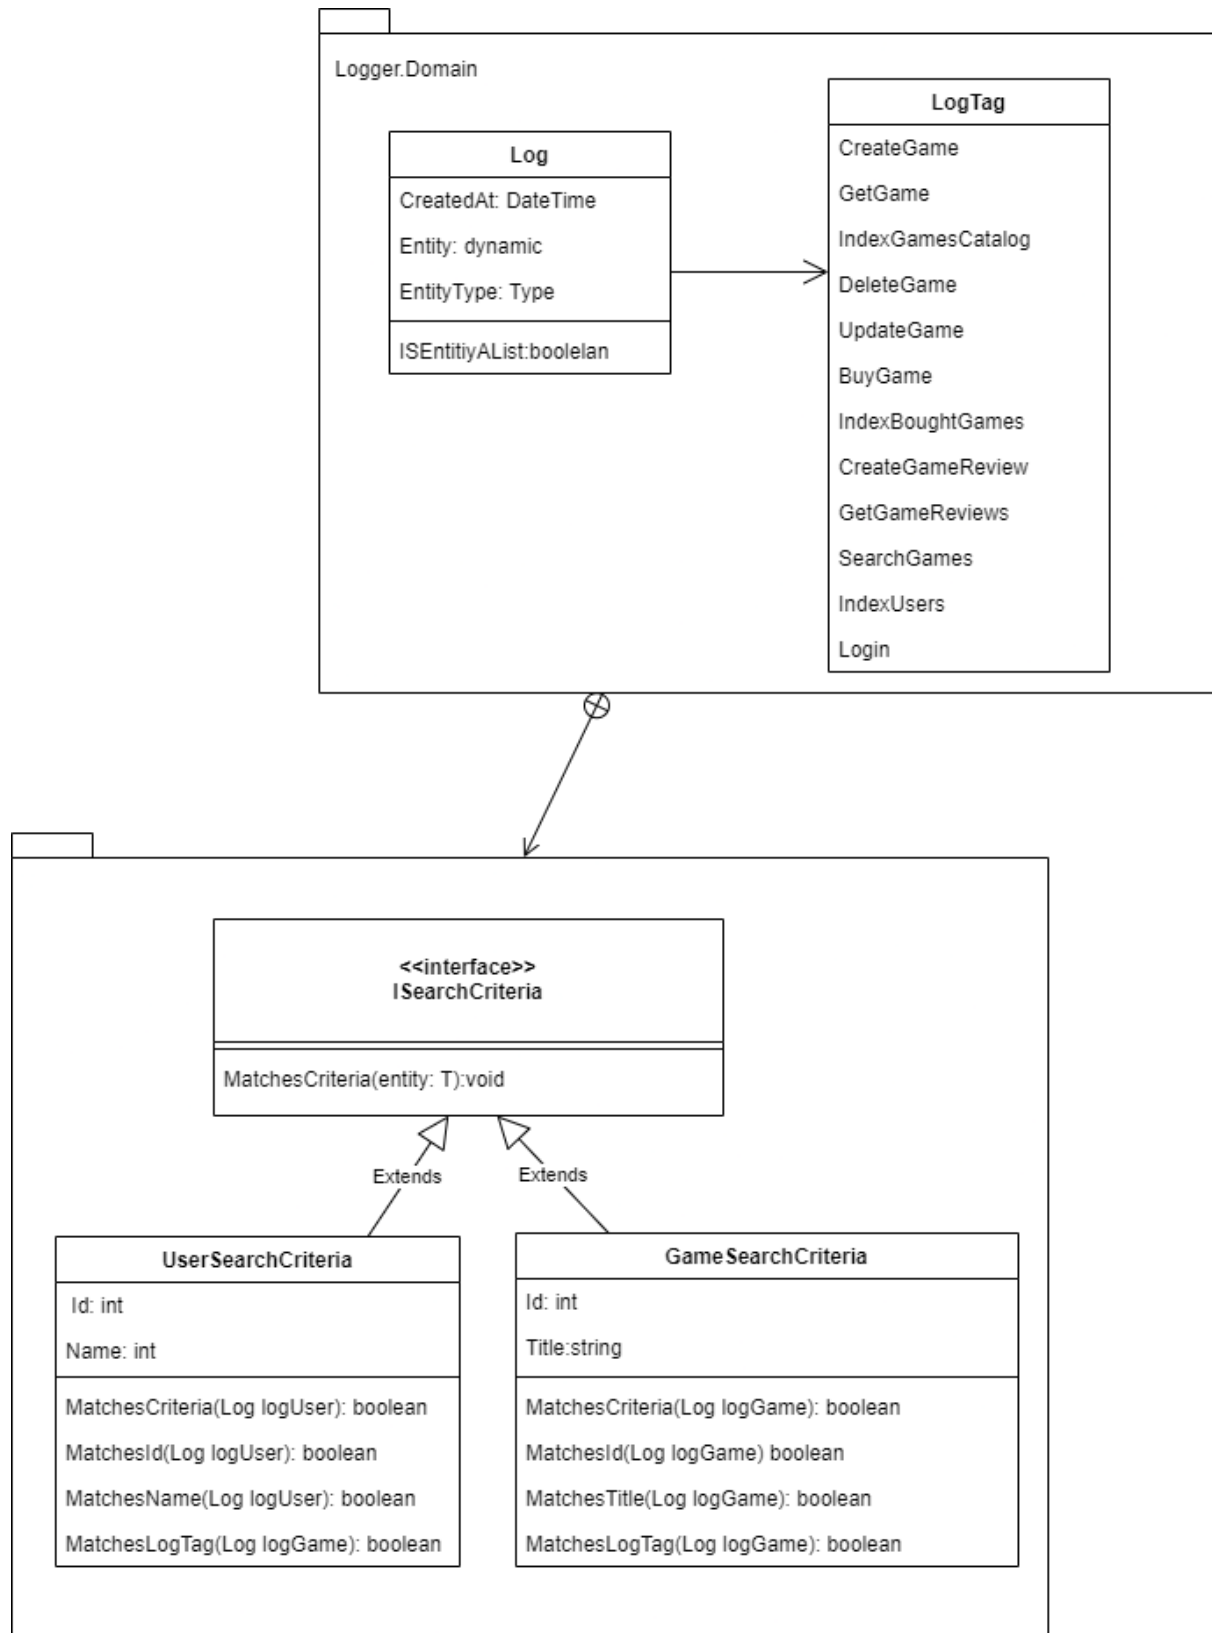 Logger.Domain
Log
CreatedAt: DateTime
Entity: dynamic
EntityType: Type
ISEntitiyAList:boolelan
LogTag
CreateGame
GetGame
IndexGamesCatalog
DeleteGame
UpdateGame
BuyGame
IndexBoughtGames
CreateGameReview
GetGameReviews
SearchGames
IndexUsers
Login
<<interface>>
ISearchCriteria
MatchesCriteria(entity: T):void
Extends
Extends
UserSearchCriteria
Id: int
Name: int
MatchesCriteria(Log logUser): boolean
MatchesId(Log logUser): boolean
MatchesName(Log logUser): boolean
MatchesLogTag(Log logGame): boolean
GameSearchCriteria
Id: int
Title:string
MatchesCriteria(Log logGame): boolean
MatchesId(Log logGame) boolean
MatchesTitle(Log logGame): boolean
MatchesLogTag(Log logGame): boolean